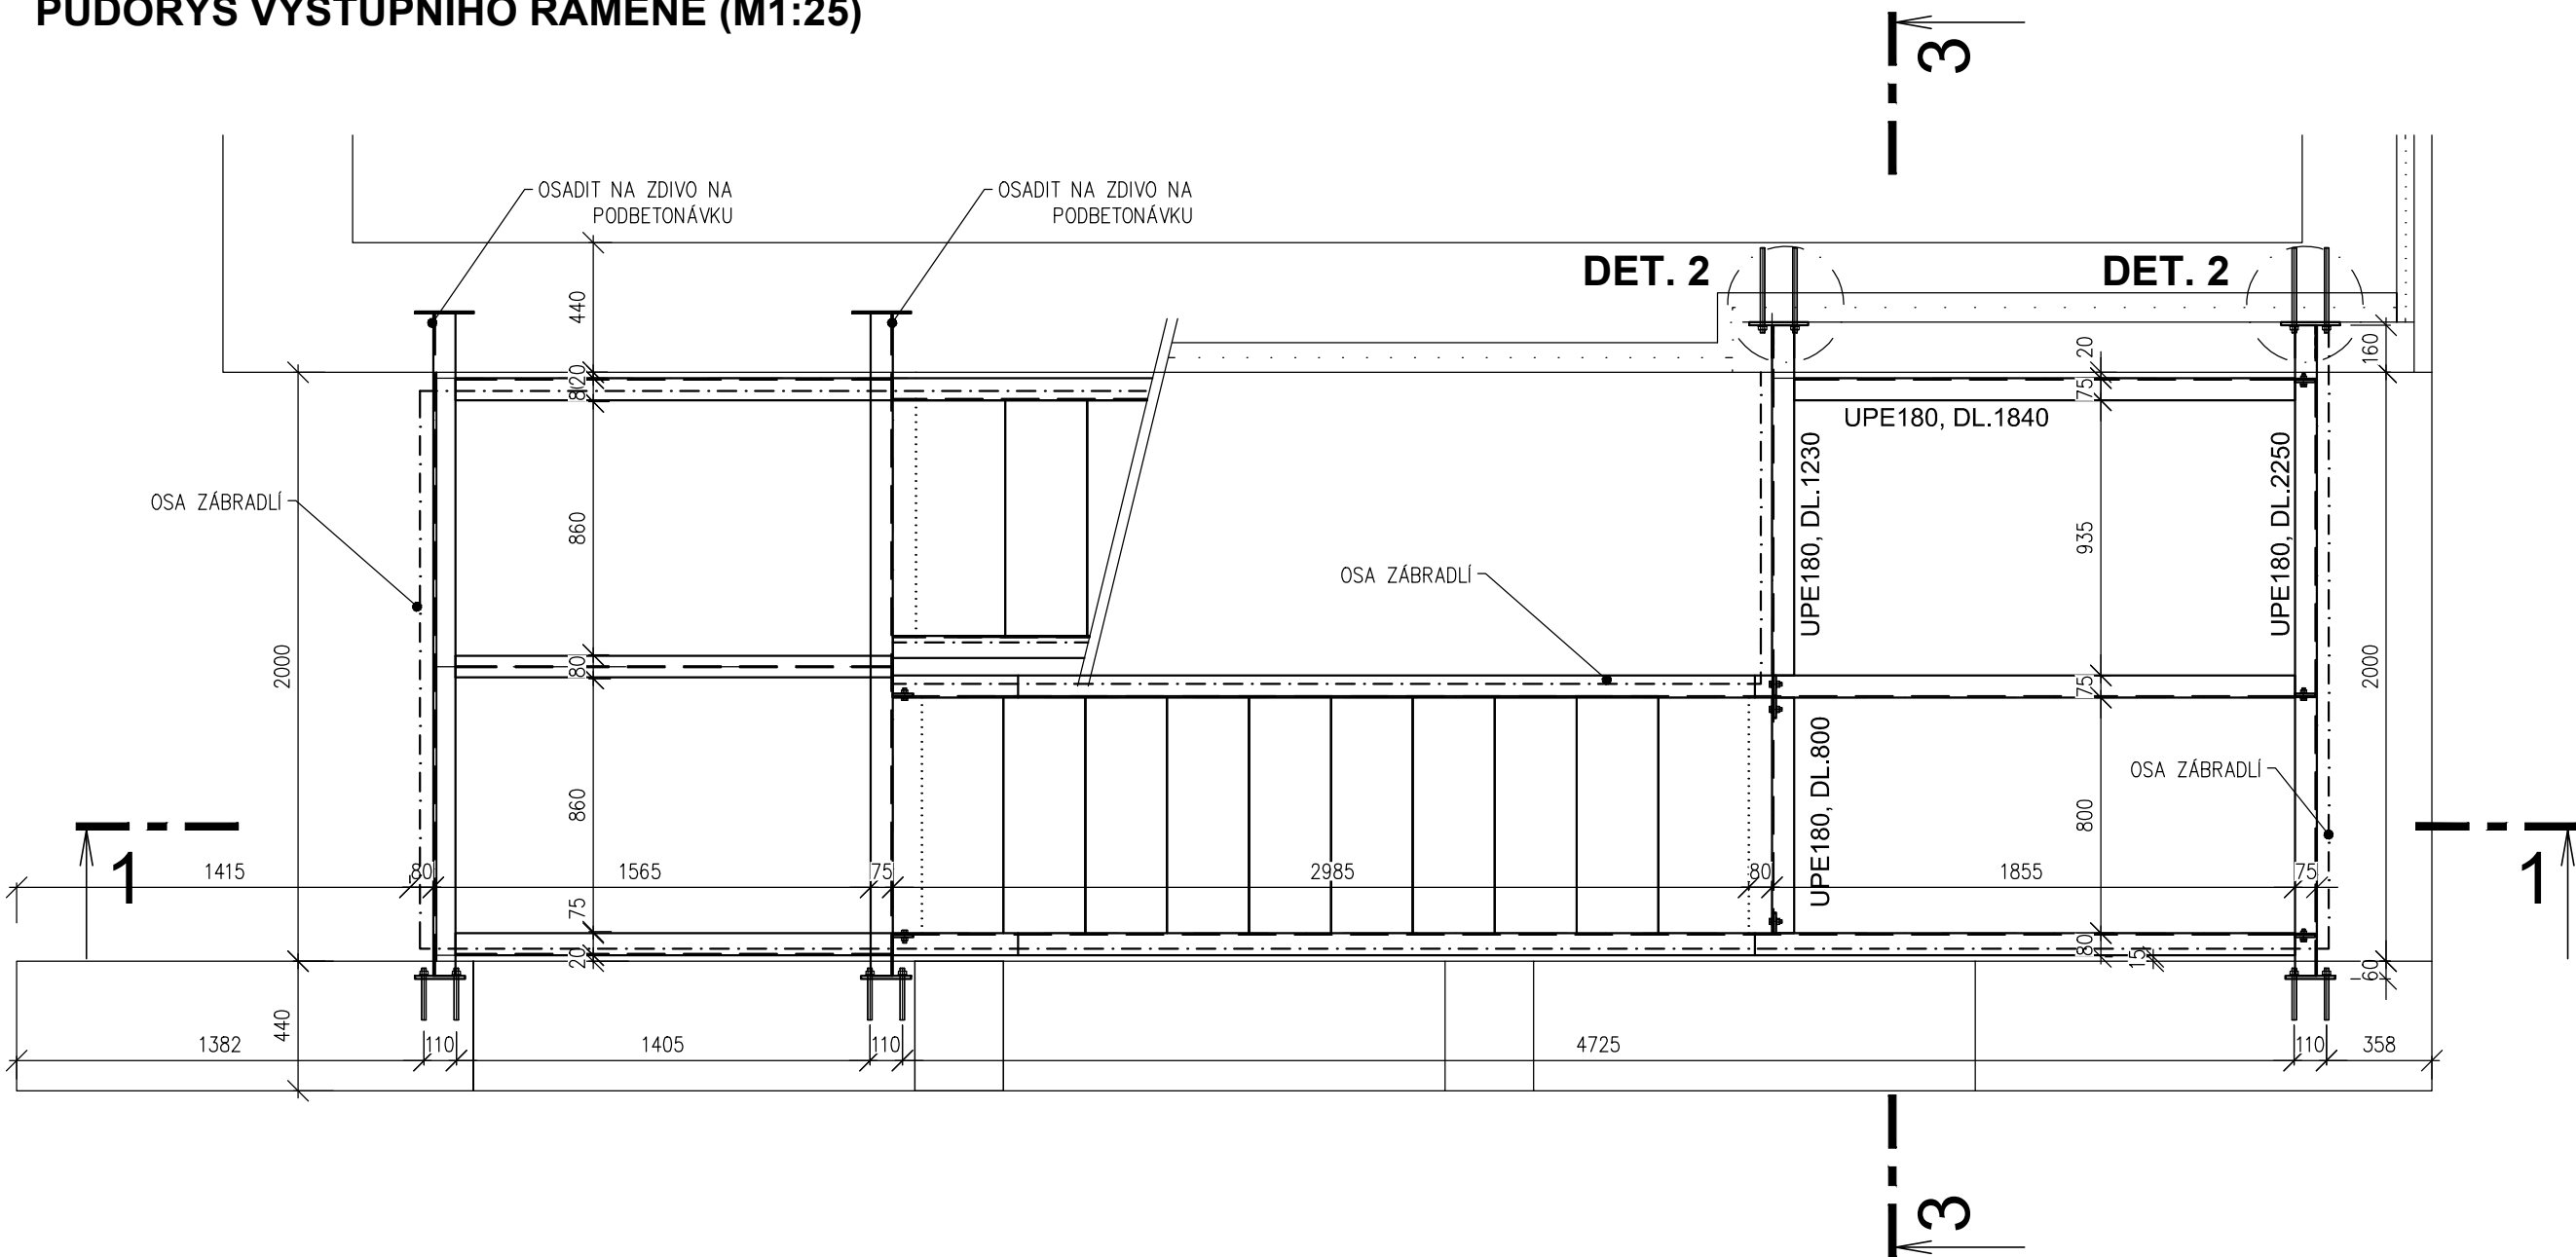 PŮDORYS VÝSTUPNÍHO RAMENE (M1:25)
3
OSADIT NA ZDIVO NA
PODBETONÁVKU
OSADIT NA ZDIVO NA
PODBETONÁVKU
DET. 2
DET. 2
440
20
80
20
75
160
UPE180, DL.1840
UPE180, DL.1230
UPE180, DL.2250
OSA ZÁBRADLÍ
860
935
OSA ZÁBRADLÍ
2000
80
75
2000
860
UPE180, DL.800
800
OSA ZÁBRADLÍ
1
1415
80
1565
75
2985
80
1855
75
1
75
20
80
15
60
440
1382
110
1405
110
4725
110
358
3